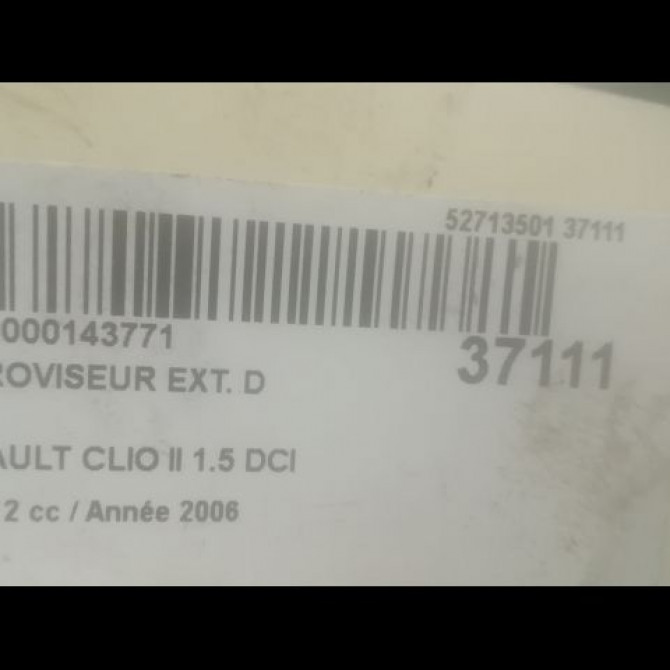 52713501 37111
000143771
37111
ROVISEUR EXT. D
AULT CLIO II 1.5 DCI
2 cc / Année 2006